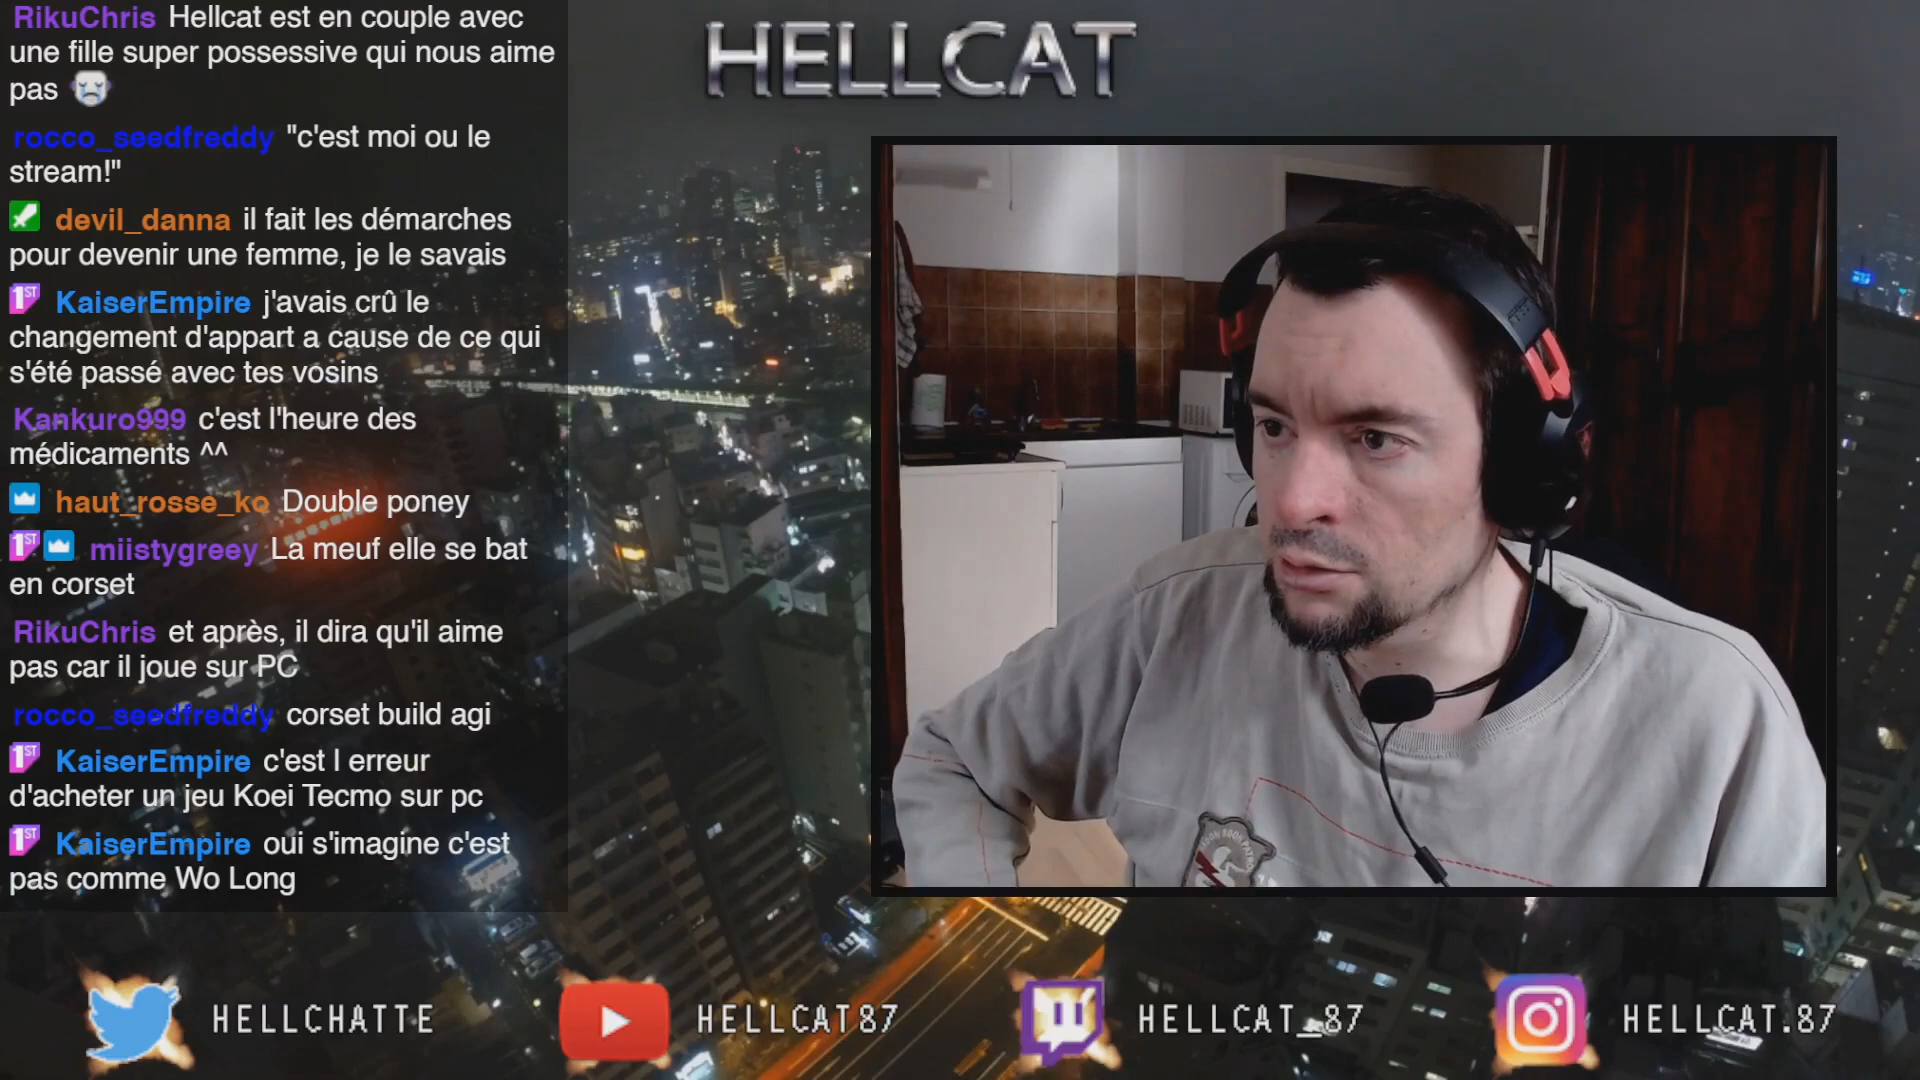 RikuChris Hellcat est en couple avec
une fille super possessive qui nous aime
pas
rocco_seedfreddy "c'est moi ou le
stream!"
devil_danna il fait les démarches
pour devenir une femme, je le savais
1ST KaiserEmpire j'avais crû le
changement d'appart a cause de ce qui
s'été passé avec tes vosins
Kankuro999 c'est l'heure des
médicaments ^^
haut_rosse_ko Double poney
1ST miistygreey La meuf elle se bat
en corset
RikuChris et après, il dira qu'il aime
pas car il joue sur PC
rocco_seedfreddy corset build agi
1ST KaiserEmpire c'est l erreur
d'acheter un jeu Koei Tecmo sur pc
1ST KaiserEmpire oui s'imagine c'est
pas comme Wo Long
HELLCAT
HELLCHATTE
HELLCAT87
HELLCAT_87
HELLCAT.87